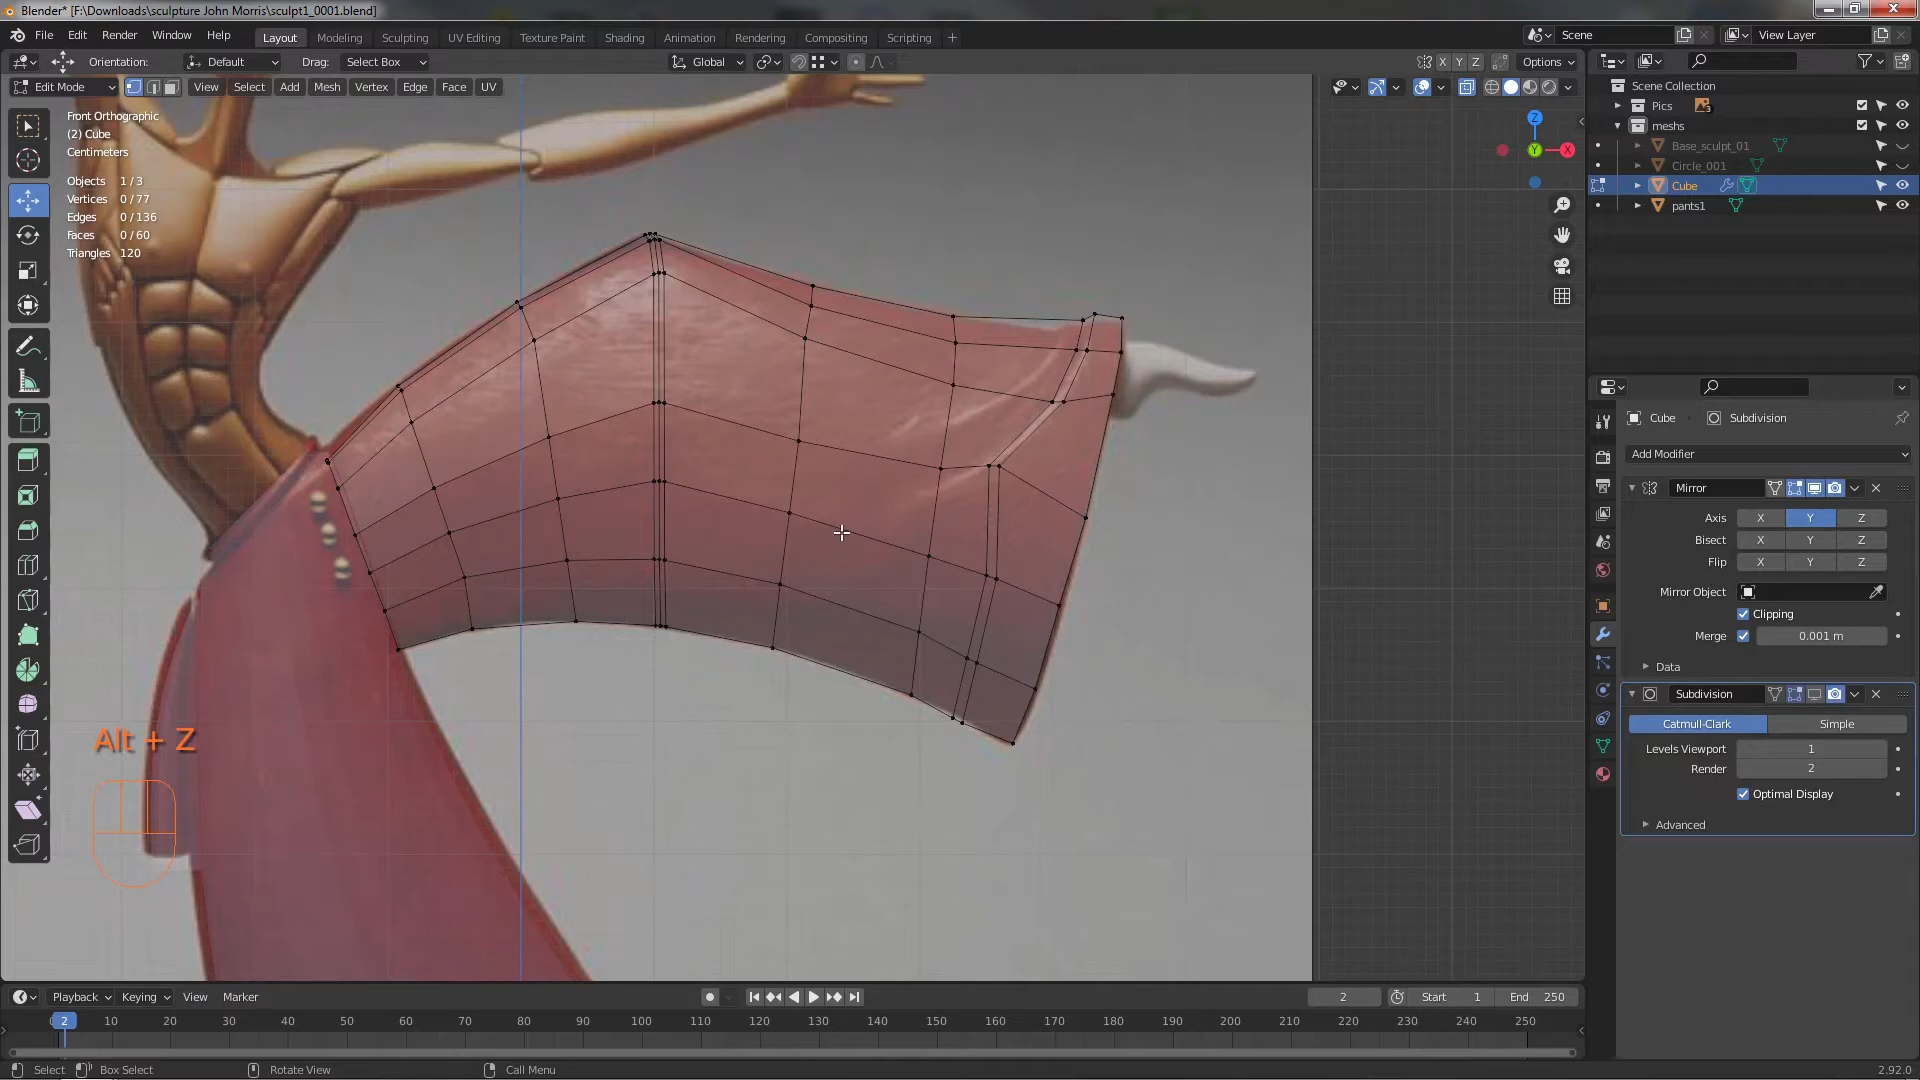 Blender* [F:\Downloads\sculpture John Morris\sculpt1_0001.blend]
File Edit Render Window Help Layout Modeling Sculpting UV Editing Texture Paint Shading Animation Rendering Compositing Scripting + Scene View Layer
Orientation: Default Drag: Select Box Global X Y Z Options
Edit Mode View Select Add Mesh Vertex Edge Face UV
Front Orthographic
(2) Cube
Centimeters
Objects 1/3
Vertices 0/77
Edges 0/136
Faces 0/60
Triangles 120
Z
Y
X
Scene Collection
Pics 3
meshs
Base_sculpt_01
Circle_001
Cube
pants1
Cube Subdivision
Add Modifier
Mirror
Axis X Y Z
Bisect X Y Z
Flip X Y Z
Mirror Object
Clipping
Merge 0.001 m
Data
Subdivision
Catmull-Clark Simple
Levels Viewport 1
Render 2
Optimal Display
Advanced
Alt + Z
Playback Keying View Marker 2 Start 1 End 250
2 10 20 30 40 50 60 70 80 90 100 110 120 130 140 150 160 170 180 190 200 210 220 230 240 250
Select Box Select Rotate View Call Menu 2.92.0